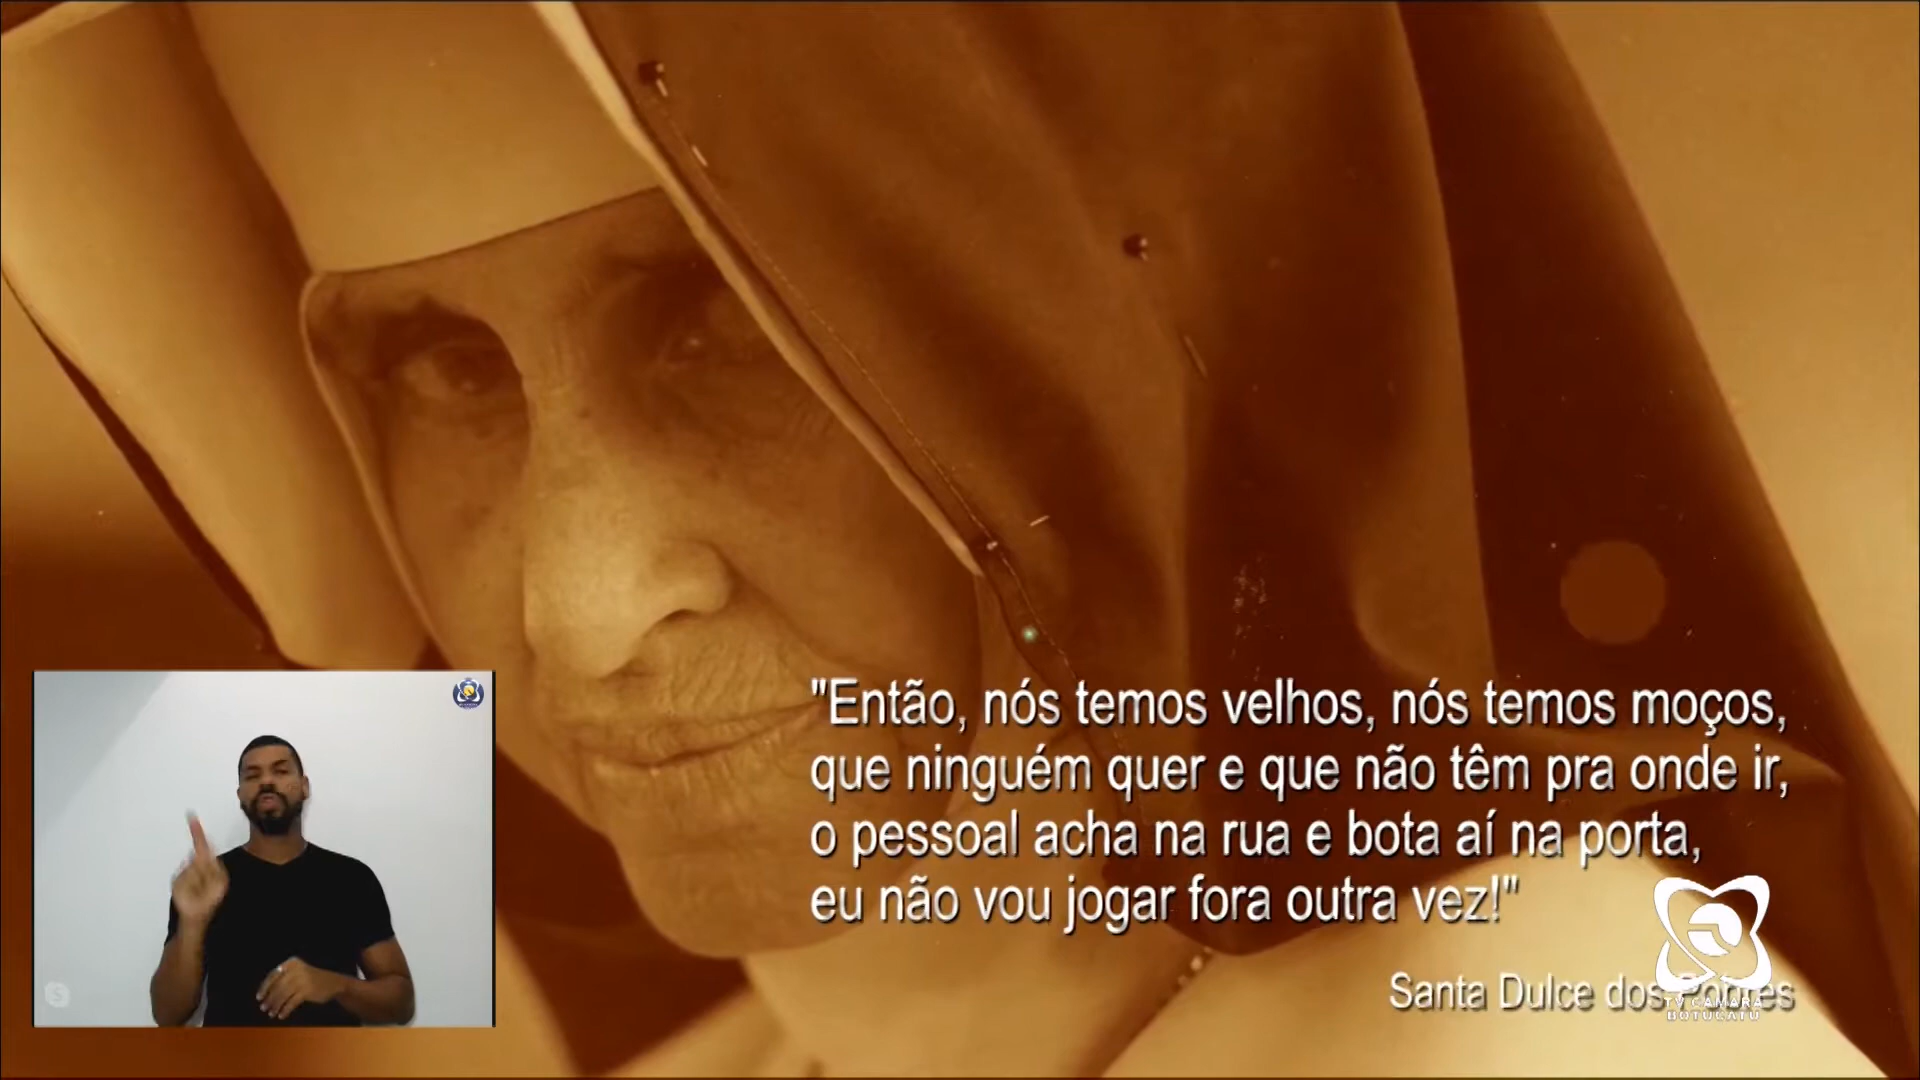 "Então, nós temos velhos, nós temos moços,
que ninguém quer e que não têm pra onde ir,
o pessoal acha na rua e bota aí na porta,
eu não vou jogar fora outra vez!"
Santa Dulce dos Pobres
TV CÂMARA
BOTUCATU